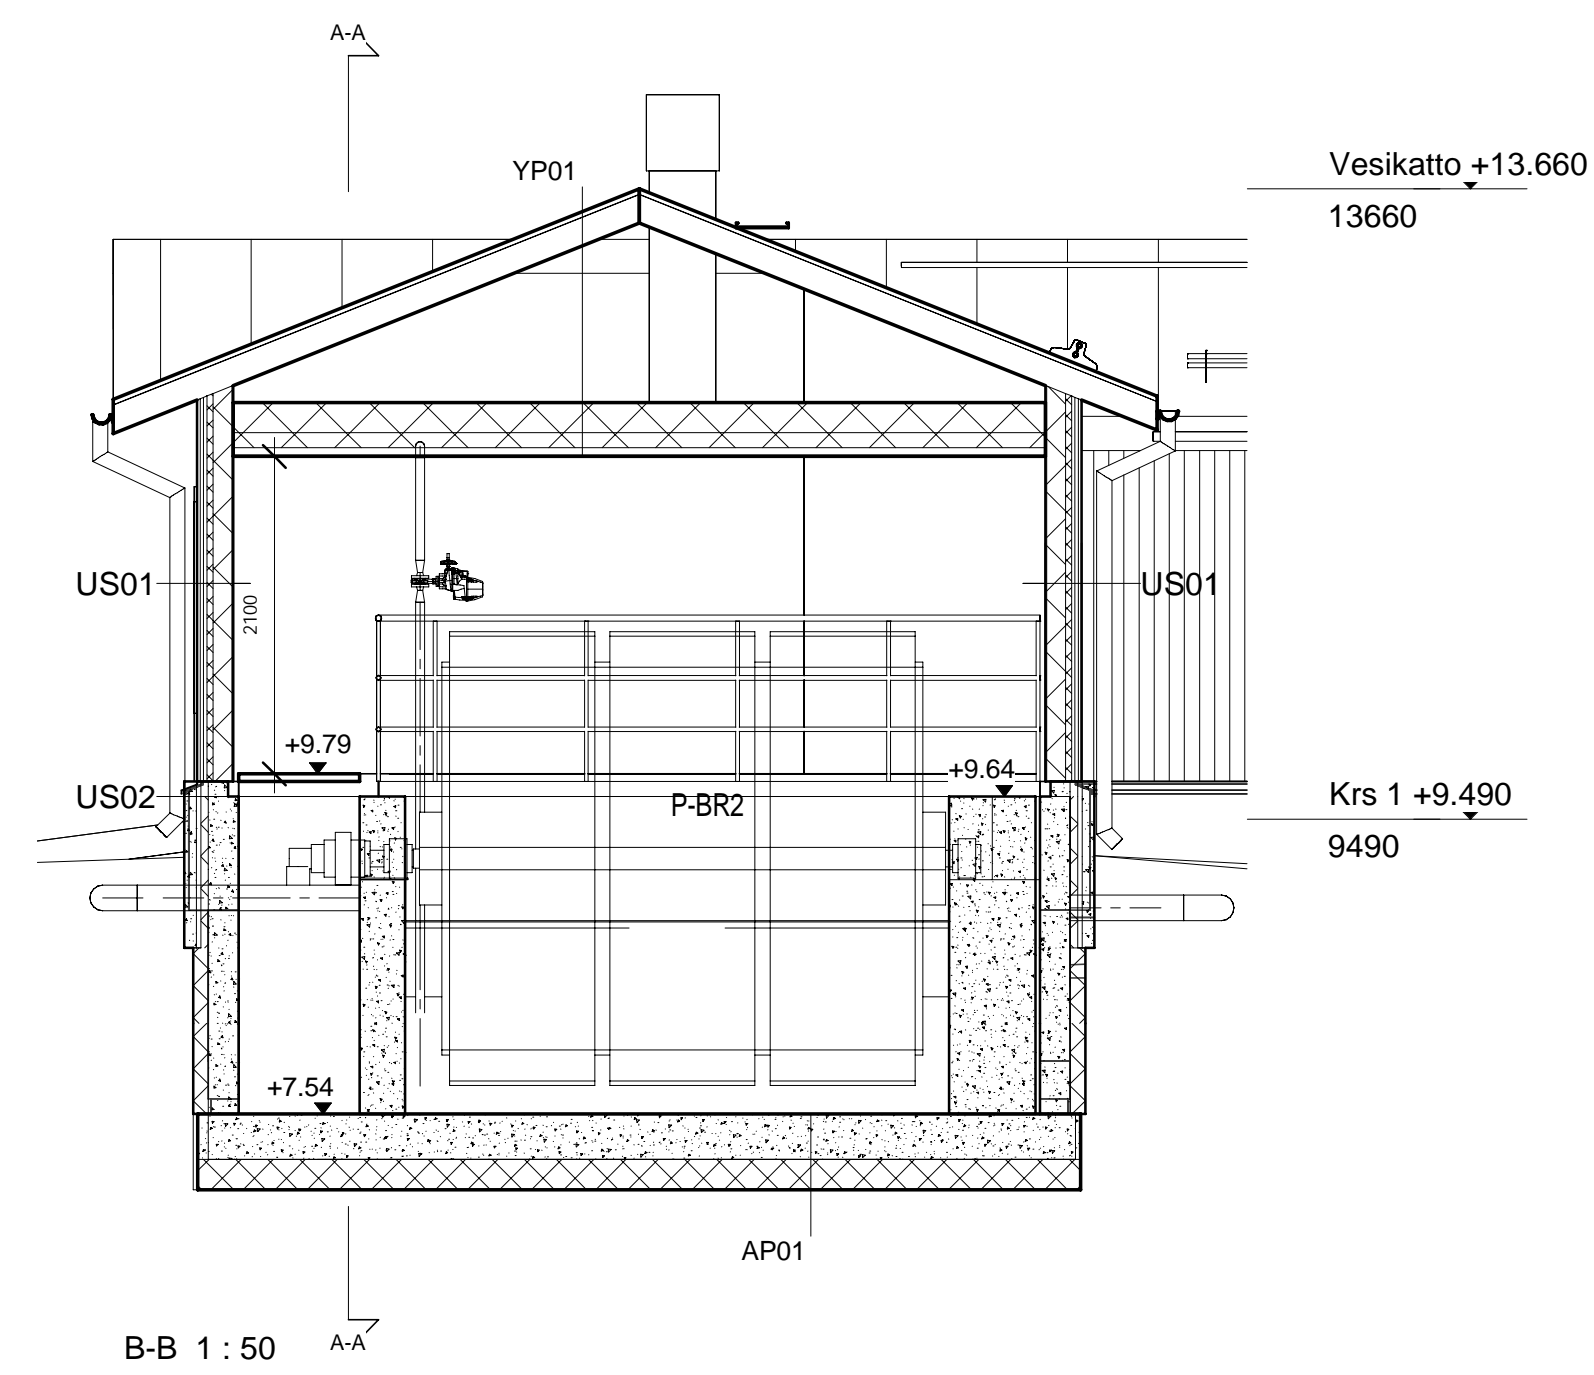 A-A
Vesikatto +13.660
YP01
13660
US01
US01
2100
+9.79
+9.64
US02
P-BR2
Krs 1 +9.490
9490
+7.54
AP01
B-B 1 : 50
A-A